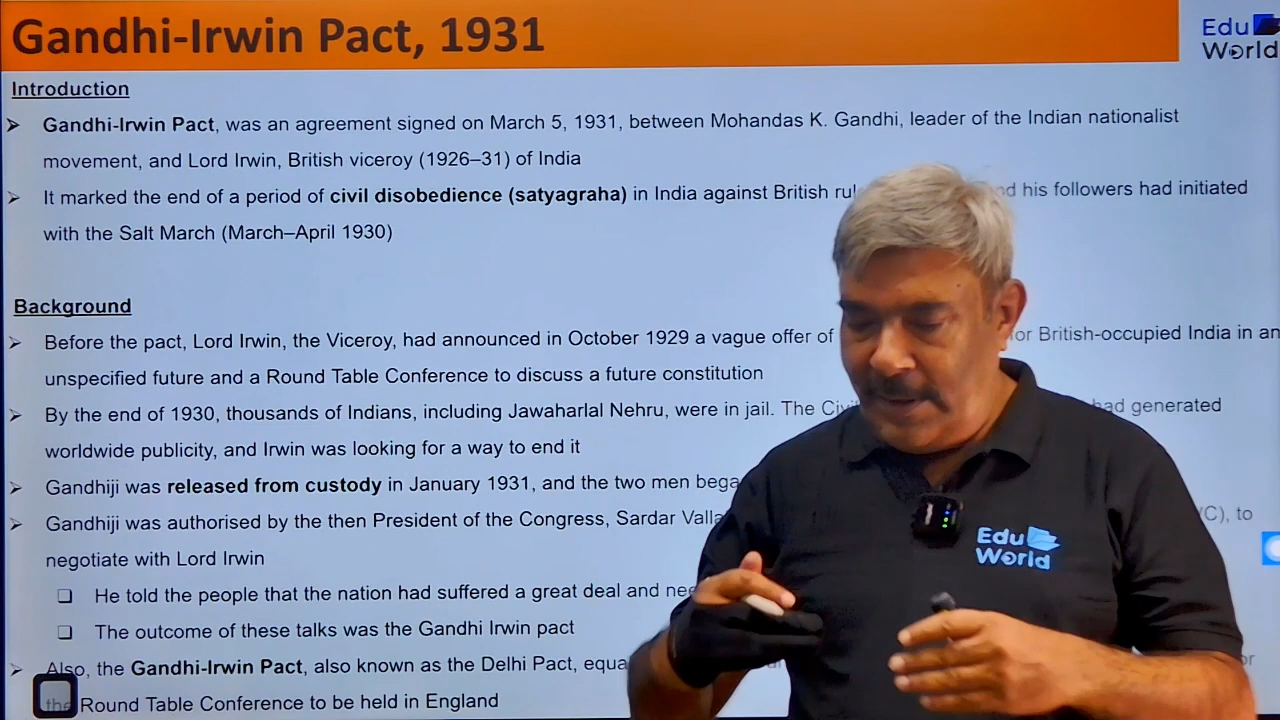 Gandhi-Irwin Pact, 1931
Edu
World
Introduction
➤ Gandhi-Irwin Pact, was an agreement signed on March 5, 1931, between Mohandas K. Gandhi, leader of the Indian nationalist
movement, and Lord Irwin, British viceroy (1926–31) of India
➤ It marked the end of a period of civil disobedience (satyagraha) in India against British his followers had initiated
with the Salt March (March–April 1930)
Background
➤ Before the pact, Lord Irwin, the Viceroy, had announced in October 1929 a vague offer of for British-occupied India in an
unspecified future and a Round Table Conference to discuss a future constitution
➤ By the end of 1930, thousands of Indians, including Jawaharlal Nehru, were in jail. The had generated
worldwide publicity, and Irwin was looking for a way to end it
➤ Gandhiji was released from custody in January 1931, and the two men
➤ Gandhiji was authorised by the then President of the Congress, Sardar to
negotiate with Lord Irwin
❑ He told the people that the nation had suffered a great deal and
❑ The outcome of these talks was the Gandhi Irwin pact
➤ Also, the Gandhi-Irwin Pact, also known as the Delhi Pact,
the Round Table Conference to be held in England
Edu
World